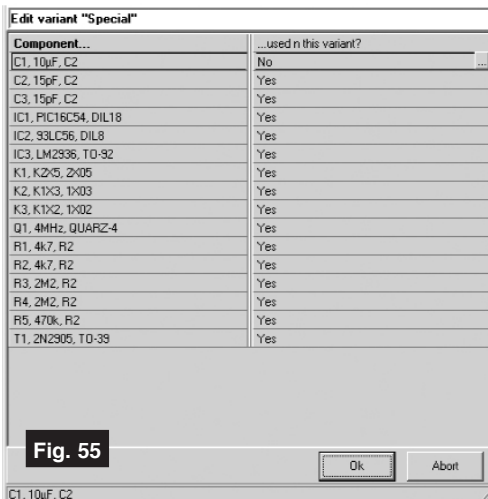 Edit variant "Special"
Component... ...used n this variant?
C1, 10µF, C2 No ...
C2, 15pF, C2 Yes
C3, 15pF, C2 Yes
IC1, PIC16C54, DIL18 Yes
IC2, 93LC56, DIL8 Yes
IC3, LM2936, TO-92 Yes
K1, KZX5, 2X05 Yes
K2, K1X3, 1X03 Yes
K3, K1X2, 1X02 Yes
Q1, 4MHz, QUARZ-4 Yes
R1, 4k7, R2 Yes
R2, 4k7, R2 Yes
R3, 2M2, R2 Yes
R4, 2M2, R2 Yes
R5, 470k, R2 Yes
T1, 2N2905, TO-39 Yes
Fig. 55
Ok Abort
C1, 10µF, C2